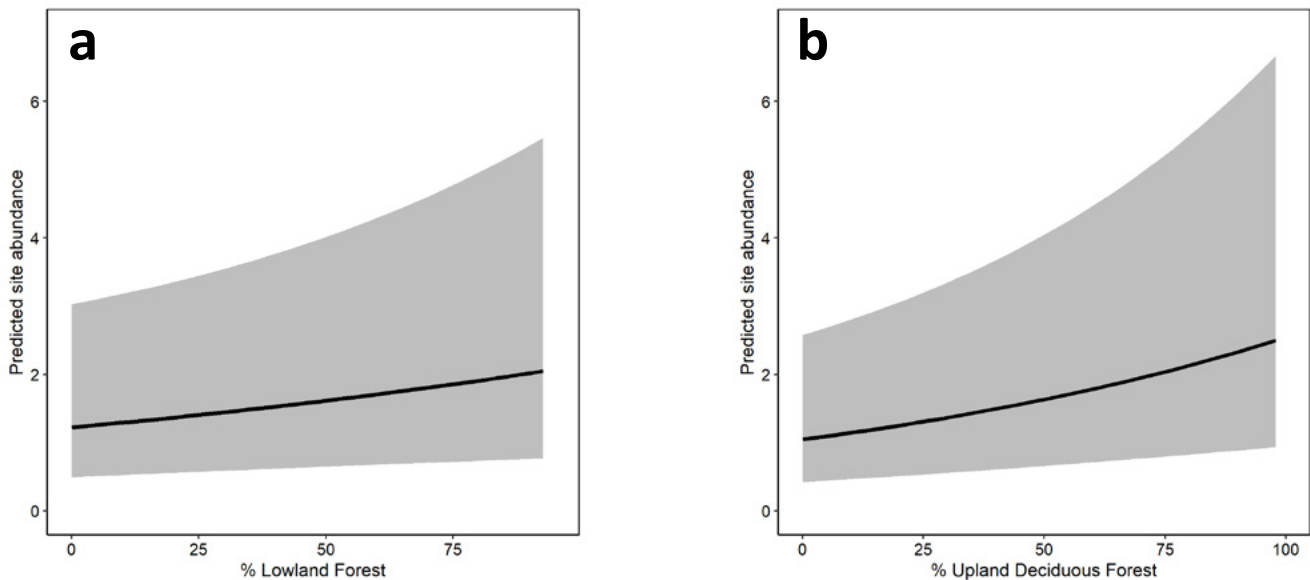 a
Predicted site abundance
6
4
2
0
0 25 50 75
% Lowland Forest
b
Predicted site abundance
6
4
2
0
0 25 50 75 100
% Upland Deciduous Forest